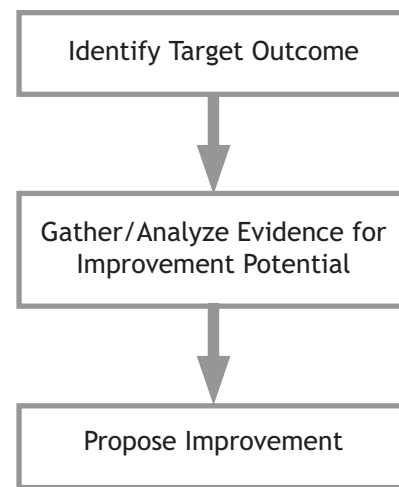 Identify Target Outcome
Gather/Analyze Evidence for
Improvement Potential
Propose Improvement